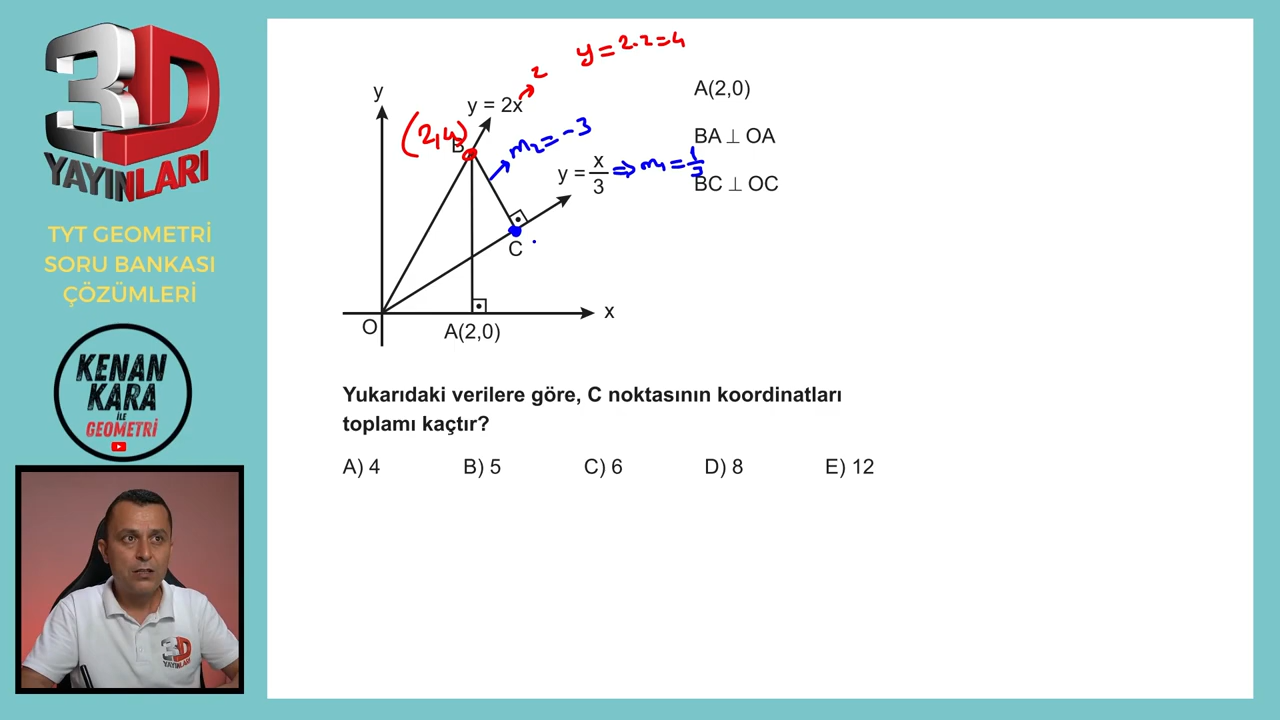 3D
YAYINLARI
TYT GEOMETRİ
SORU BANKASI
ÇÖZÜMLERİ
KENAN
KARA
İLE
GEOMETRİ
3D
YAYINLARI
y = 2.2 = 4
2
y
y = 2x
(2,4)
B
m₂ = -3
y = x/3 ⇒ m₁ = 1/3
C
O
A(2,0)
x
A(2,0)
BA ⊥ OA
BC ⊥ OC
Yukarıdaki verilere göre, C noktasının koordinatları
toplamı kaçtır?
A) 4 B) 5 C) 6 D) 8 E) 12